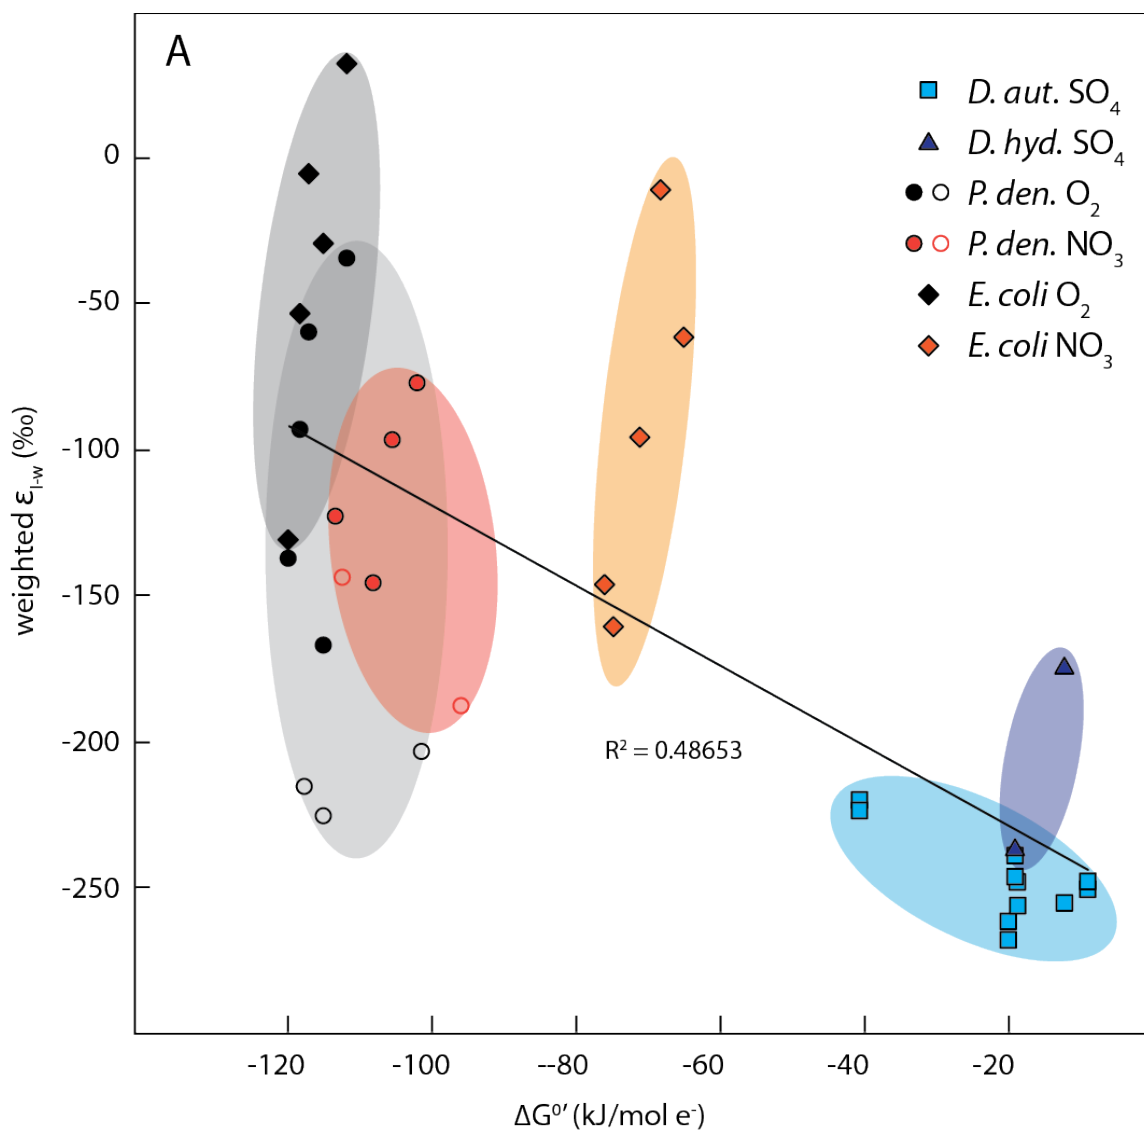 A
D. aut. SO₄
D. hyd. SO₄
P. den. O₂
P. den. NO₃
E. coli O₂
E. coli NO₃
0
-50
-100
-150
-200
-250
weighted ε_l-w (‰)
R² = 0.48653
-120
-100
--80
-60
-40
-20
ΔG⁰′ (kJ/mol e⁻)